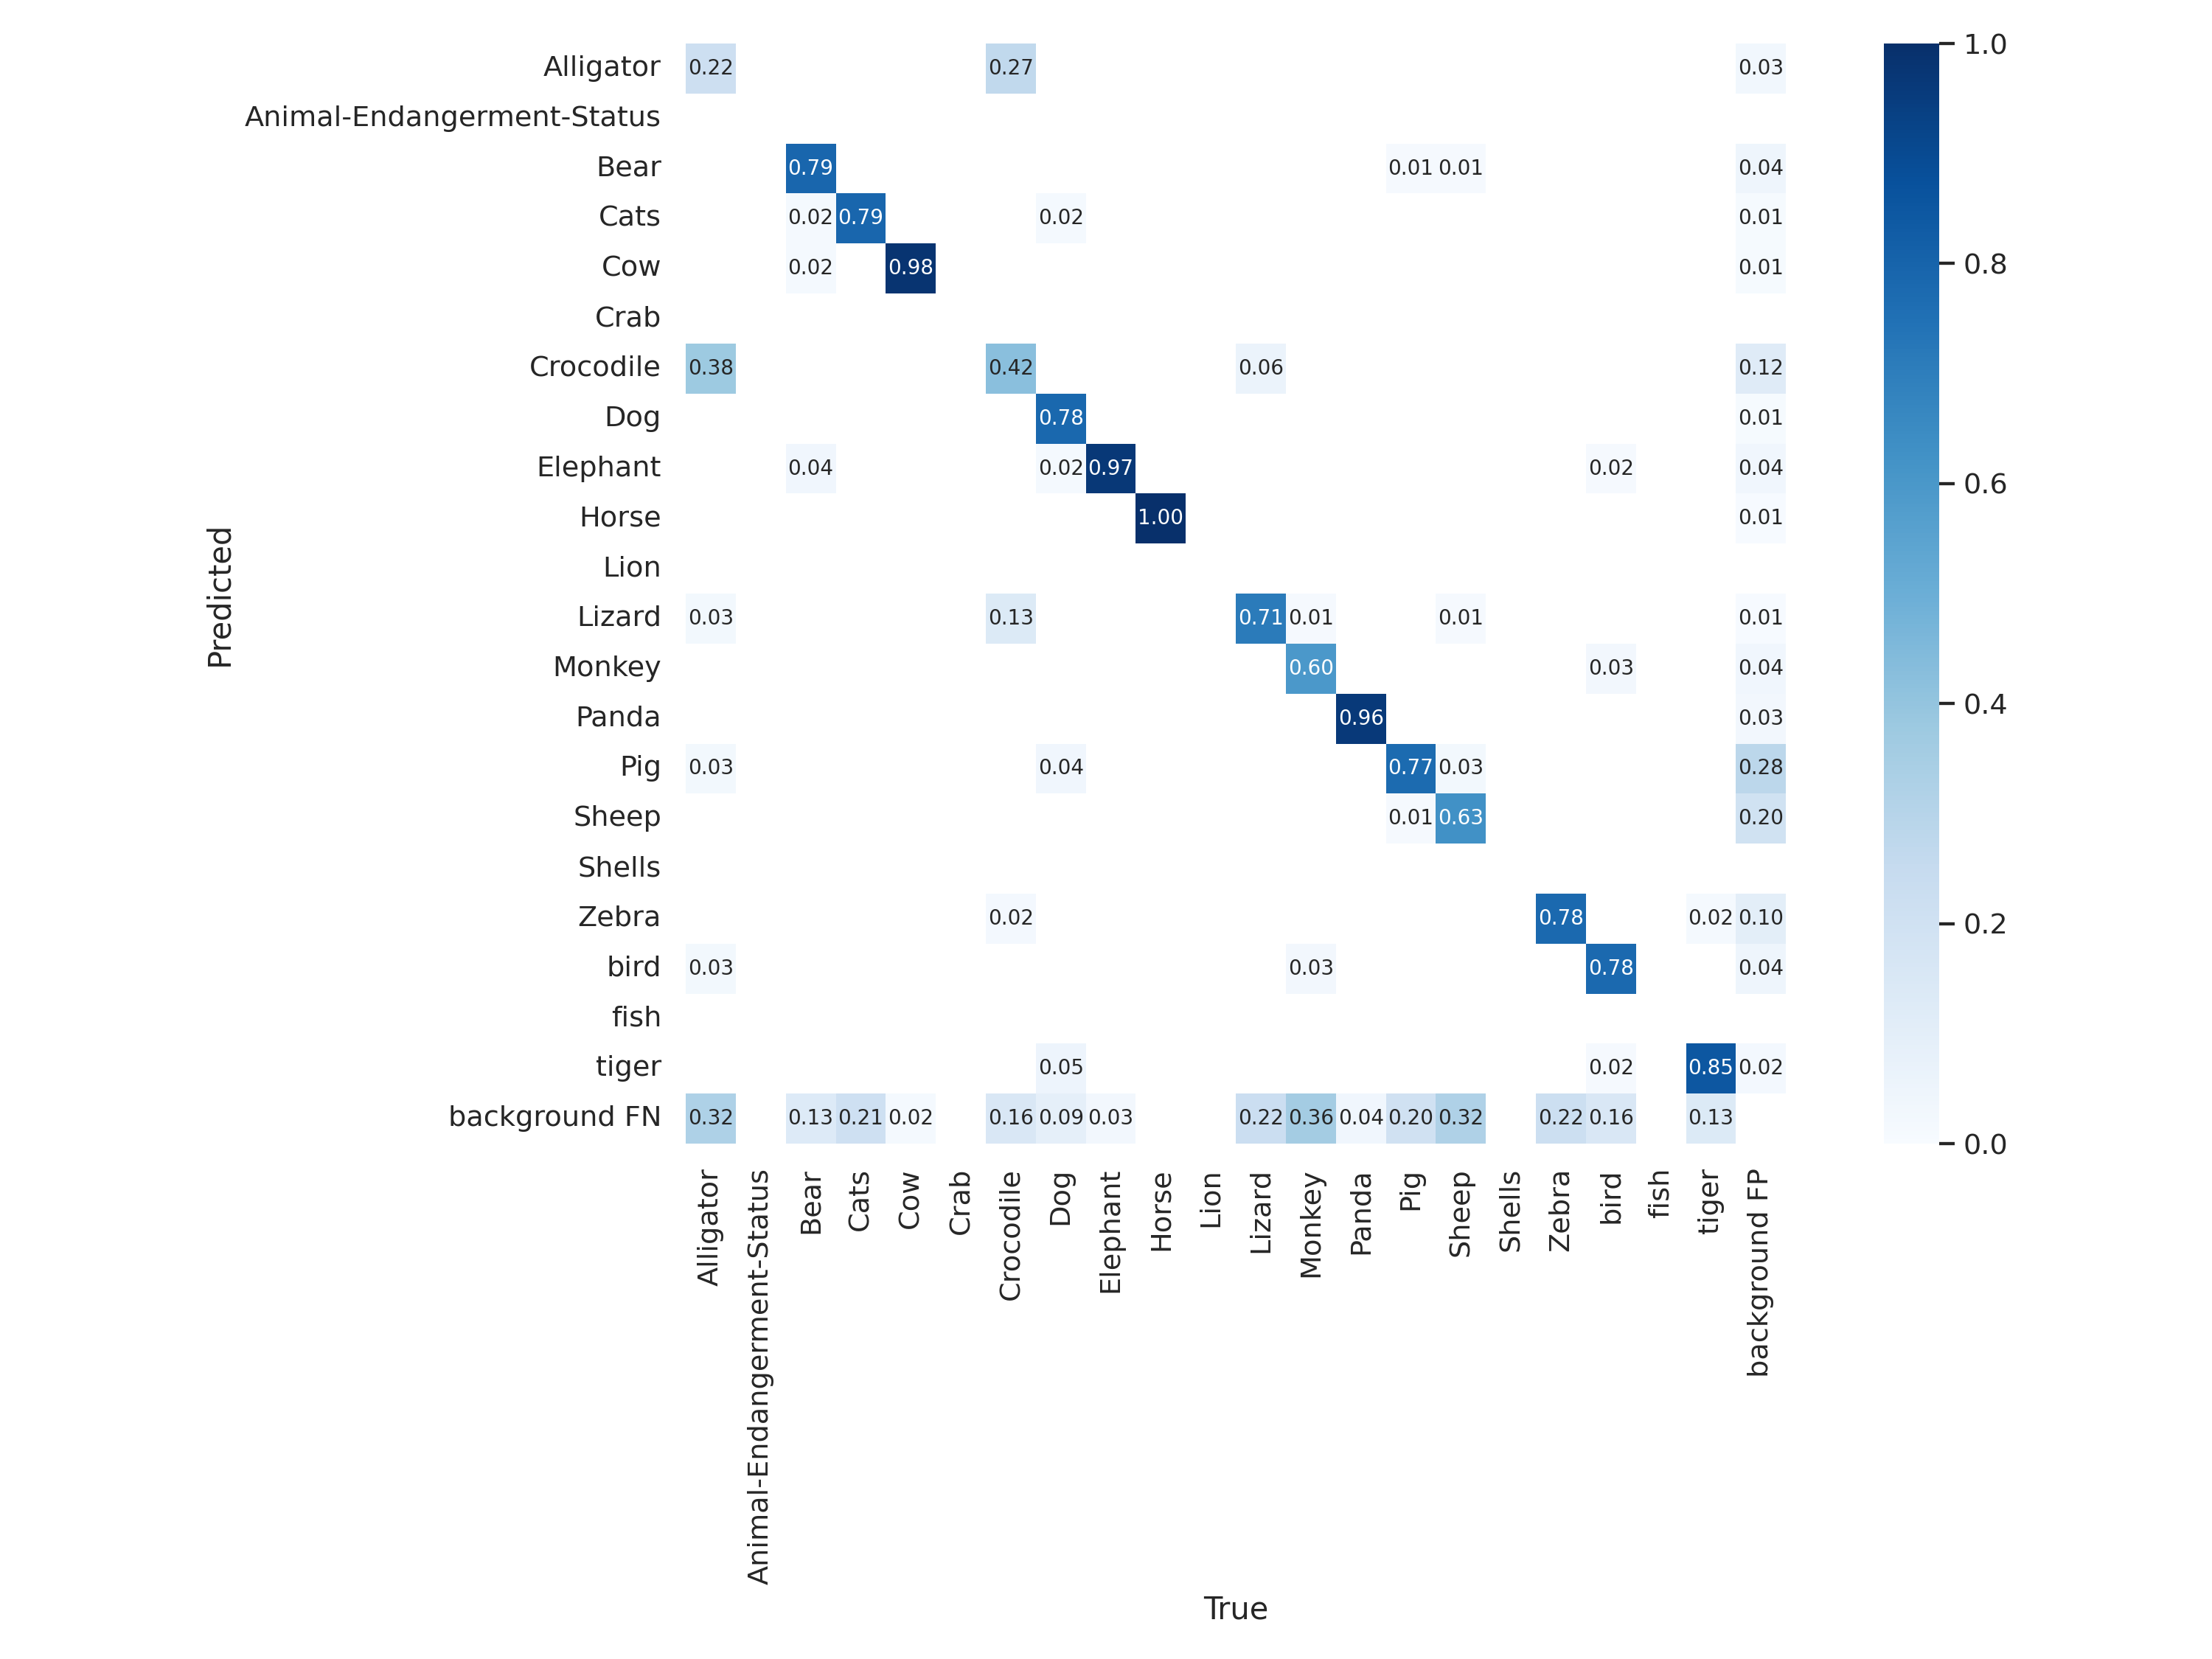 Alligator 0.22 0.27 0.03 1.0
Animal-Endangerment-Status
Bear 0.79 0.01 0.01 0.04
Cats 0.02 0.79 0.02 0.01
Cow 0.02 0.98 0.01 0.8
Crab
Crocodile 0.38 0.42 0.06 0.12
Dog 0.78 0.01
Elephant 0.04 0.02 0.97 0.02 0.04 0.6
Horse 1.00 0.01
Predicted
Lion
Lizard 0.03 0.13 0.71 0.01 0.01 0.01
Monkey 0.60 0.03 0.04
Panda 0.96 0.03 0.4
Pig 0.03 0.04 0.77 0.03 0.28
Sheep 0.01 0.63 0.20
Shells
Zebra 0.02 0.78 0.02 0.10 0.2
bird 0.03 0.03 0.78 0.04
fish
tiger 0.05 0.02 0.85 0.02
background FN 0.32 0.13 0.21 0.02 0.16 0.09 0.03 0.22 0.36 0.04 0.20 0.32 0.22 0.16 0.13 0.0
Alligator
Animal-Endangerment-Status
Bear
Cats
Cow
Crab
Crocodile
Dog
Elephant
Horse
Lion
Lizard
Monkey
Panda
Pig
Sheep
Shells
Zebra
bird
fish
tiger
background FP
True